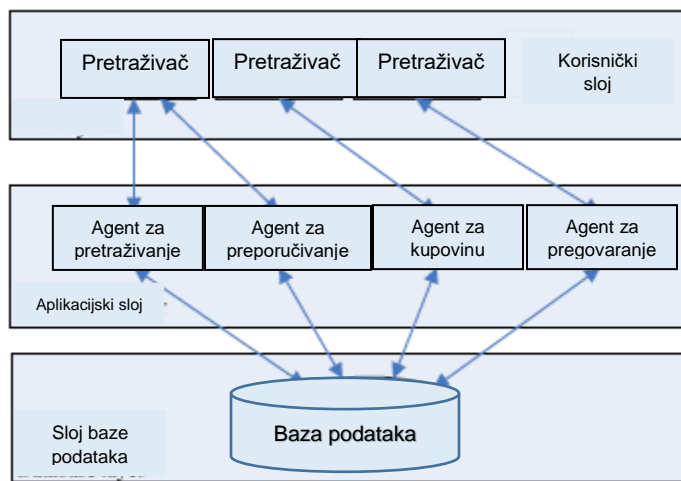 Pretraživač
Pretraživač
Pretraživač
Korisnički
sloj
Agent za
pretraživanje
Agent za
preporučivanje
Agent za
kupovinu
Agent za
pregovaranje
Aplikacijski sloj
Baza podataka
Sloj baze
podataka